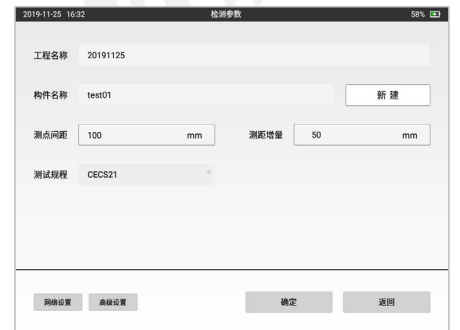 2019-11-25 16:32 检测参数 58%
工程名称 20191125
构件名称 test01 新 建
测点间距 100 mm 测距增量 50 mm
测试规程 CECS21
网络设置 高级设置 确定 返回